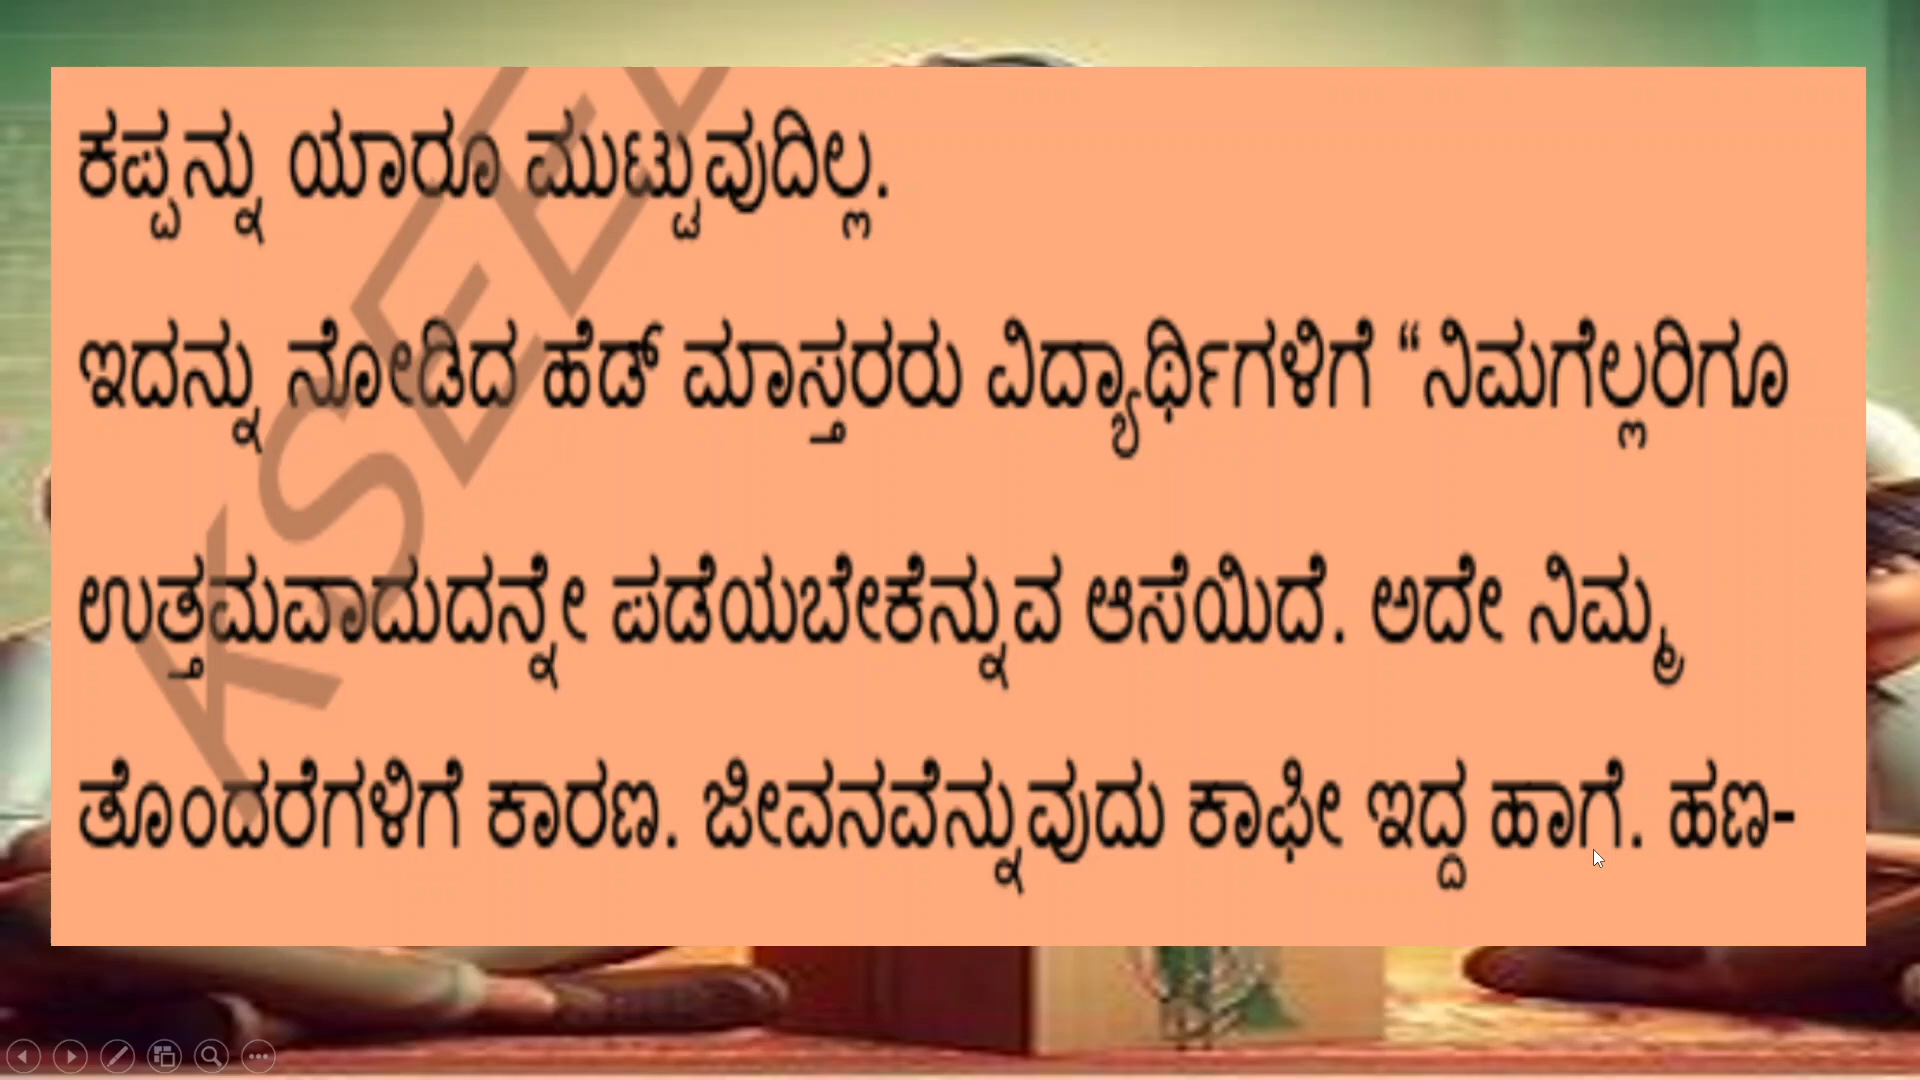 ಕಪ್ಪನ್ನು ಯಾರೂ ಮುಟ್ಟುವುದಿಲ್ಲ.
ಇದನ್ನು ನೋಡಿದ ಹೆಡ್ ಮಾಸ್ತರರು ವಿದ್ಯಾರ್ಥಿಗಳಿಗೆ “ನಿಮಗೆಲ್ಲರಿಗೂ
ಉತ್ತಮವಾದುದನ್ನೇ ಪಡೆಯಬೇಕೆನ್ನುವ ಆಸೆಯಿದೆ. ಅದೇ ನಿಮ್ಮ
ತೊಂದರೆಗಳಿಗೆ ಕಾರಣ. ಜೀವನವೆನ್ನುವುದು ಕಾಫೀ ಇದ್ದ ಹಾಗೆ. ಹಣ-